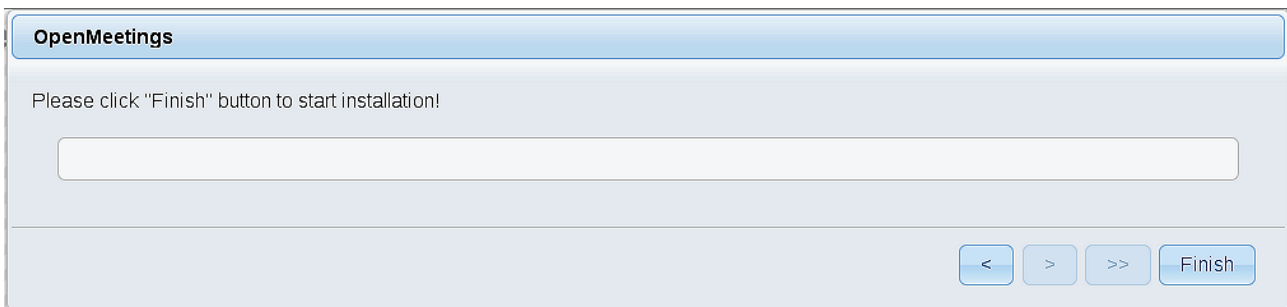 OpenMeetings
Please click "Finish" button to start installation!
< > >> Finish